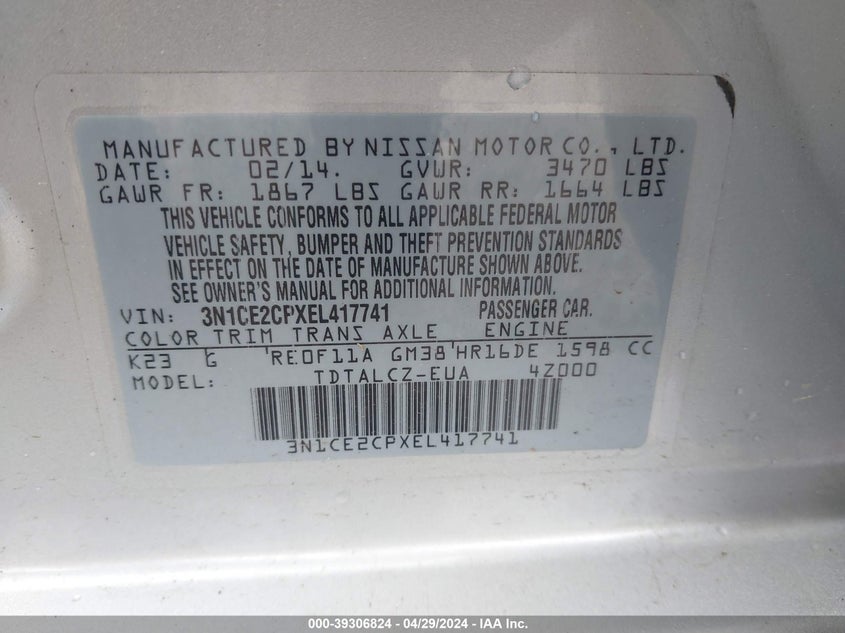 MANUFACTURED BY NISSAN MOTOR CO., LTD.
DATE: 02/14. GVWR: 3470 LBS
GAWR FR: 1867 LBS GAWR RR: 1664 LBS
THIS VEHICLE CONFORMS TO ALL APPLICABLE FEDERAL MOTOR
VEHICLE SAFETY, BUMPER AND THEFT PREVENTION STANDARDS
IN EFFECT ON THE DATE OF MANUFACTURE SHOWN ABOVE.
SEE OWNER'S MANUAL FOR ADDITIONAL INFORMATION.
VIN: 3N1CE2CPXEL417741 PASSENGER CAR.
COLOR TRIM TRANS AXLE ENGINE
K23 G RE0F11A GM38 HR16DE 1598 CC
MODEL: TDTALCZ-EUA 4Z000
3N1CE2CPXEL417741
000-39306824 - 04/29/2024 - IAA Inc.